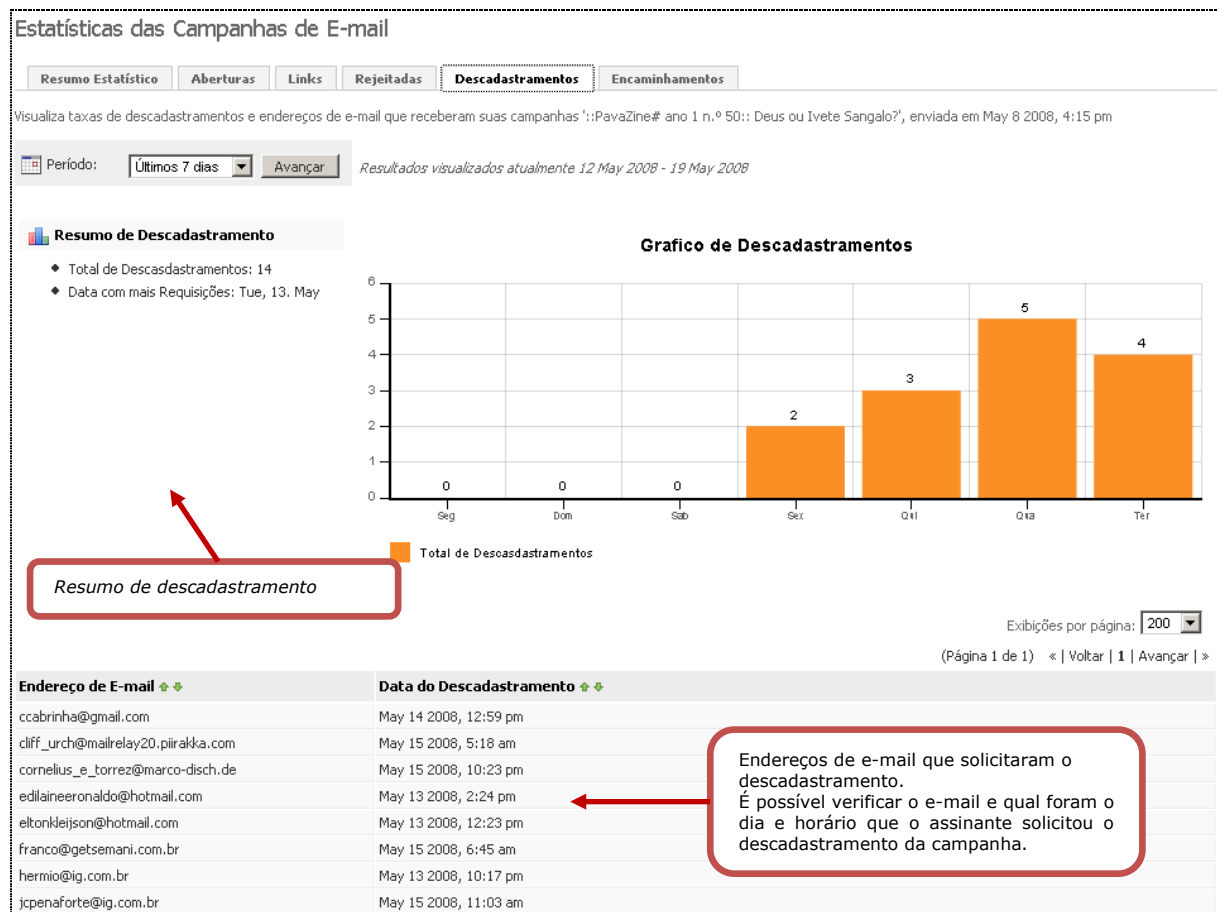 Estatísticas das Campanhas de E-mail
Resumo Estatístico Aberturas Links Rejeitadas Descadastramentos Encaminhamentos
Visualiza taxas de descadastramentos e endereços de e-mail que receberam suas campanhas '::PavaZine# ano 1 n.º 50:: Deus ou Ivete Sangalo?', enviada em May 8 2008, 4:15 pm
Período: Últimos 7 dias Avançar Resultados visualizados atualmente 12 May 2008 - 19 May 2008
Resumo de Descadastramento
Total de Descasdastramentos: 14
Data com mais Requisições: Tue, 13. May
Grafico de Descadastramentos
6
5
4
3
2
1
0
0 0 0 2 3 5 4
Seg Dom Sab Sex Qui Qua Ter
Total de Descasdastramentos
Resumo de descadastramento
Exibições por página: 200
(Página 1 de 1) « | Voltar | 1 | Avançar | »
Endereço de E-mail Data do Descadastramento
ccabrinha@gmail.com May 14 2008, 12:59 pm
cliff_urch@mailrelay20.piirakka.com May 15 2008, 5:18 am
cornelius_e_torrez@marco-disch.de May 15 2008, 10:23 pm
edilaineeronaldo@hotmail.com May 13 2008, 2:24 pm
eltonkleijson@hotmail.com May 13 2008, 12:23 pm
franco@getsemani.com.br May 15 2008, 6:45 am
hermio@ig.com.br May 13 2008, 10:17 pm
jcpenaforte@ig.com.br May 15 2008, 11:03 am
Endereços de e-mail que solicitaram o
descadastramento.
É possível verificar o e-mail e qual foram o
dia e horário que o assinante solicitou o
descadastramento da campanha.